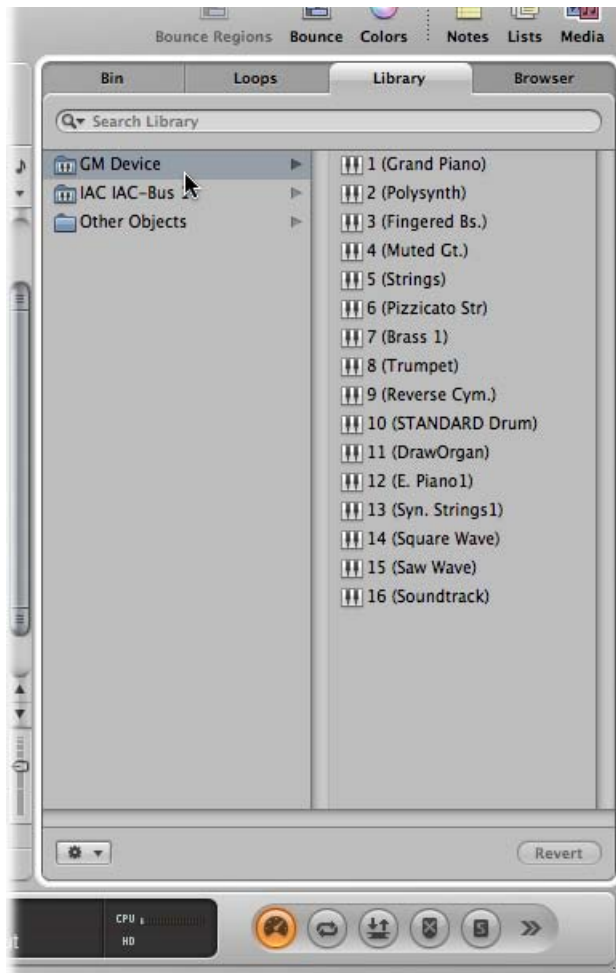 Bounce Regions Bounce Colors Notes Lists Media
Bin Loops Library Browser
Search Library
GM Device
IAC IAC-Bus
Other Objects
1 (Grand Piano)
2 (Polysynth)
3 (Fingered Bs.)
4 (Muted Gt.)
5 (Strings)
6 (Pizzicato Str)
7 (Brass 1)
8 (Trumpet)
9 (Reverse Cym.)
10 (STANDARD Drum)
11 (DrawOrgan)
12 (E. Piano1)
13 (Syn. Strings1)
14 (Square Wave)
15 (Saw Wave)
16 (Soundtrack)
Revert
CPU
HD
S